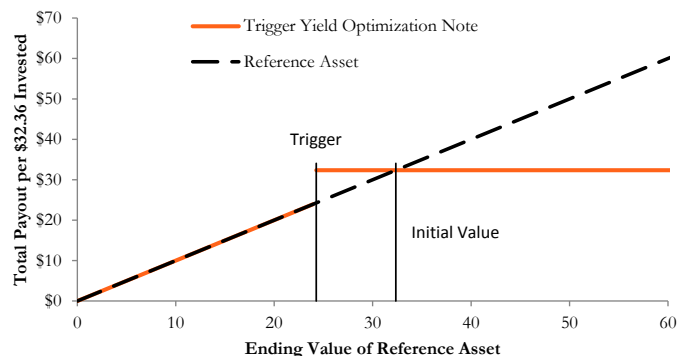 Trigger Yield Optimization Note
Reference Asset
Total Payout per $32.36 Invested
$70
$60
$50
$40
$30
$20
$10
$0
Trigger
Initial Value
0 10 20 30 40 50 60
Ending Value of Reference Asset